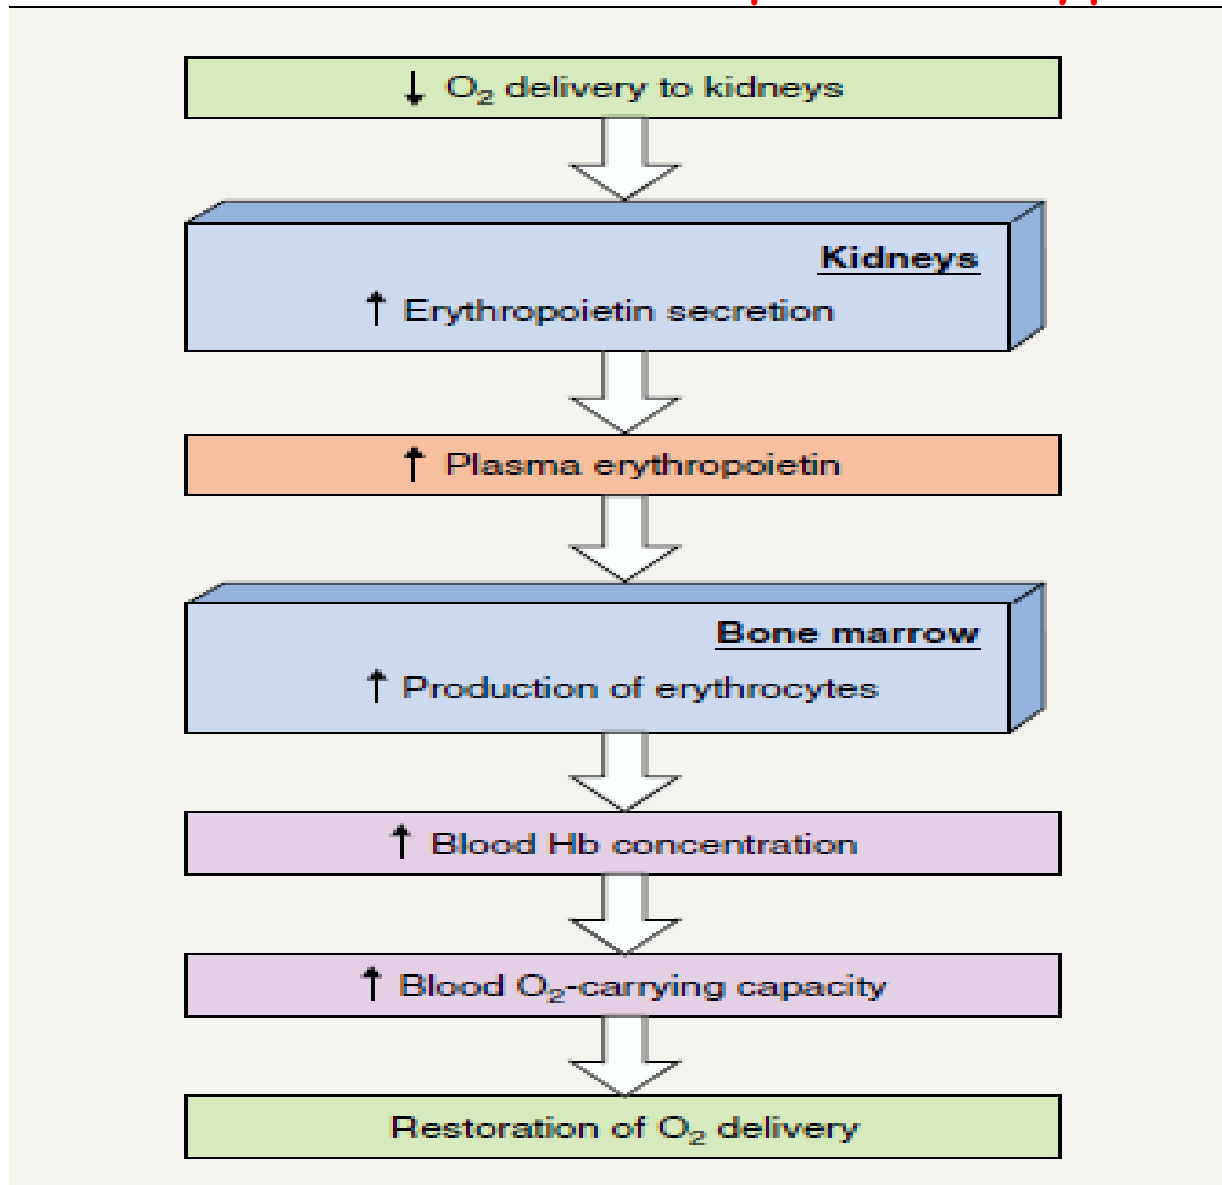 ↓ O₂ delivery to kidneys
Kidneys
↑ Erythropoietin secretion
↑ Plasma erythropoietin
Bone marrow
↑ Production of erythrocytes
↑ Blood Hb concentration
↑ Blood O₂-carrying capacity
Restoration of O₂ delivery